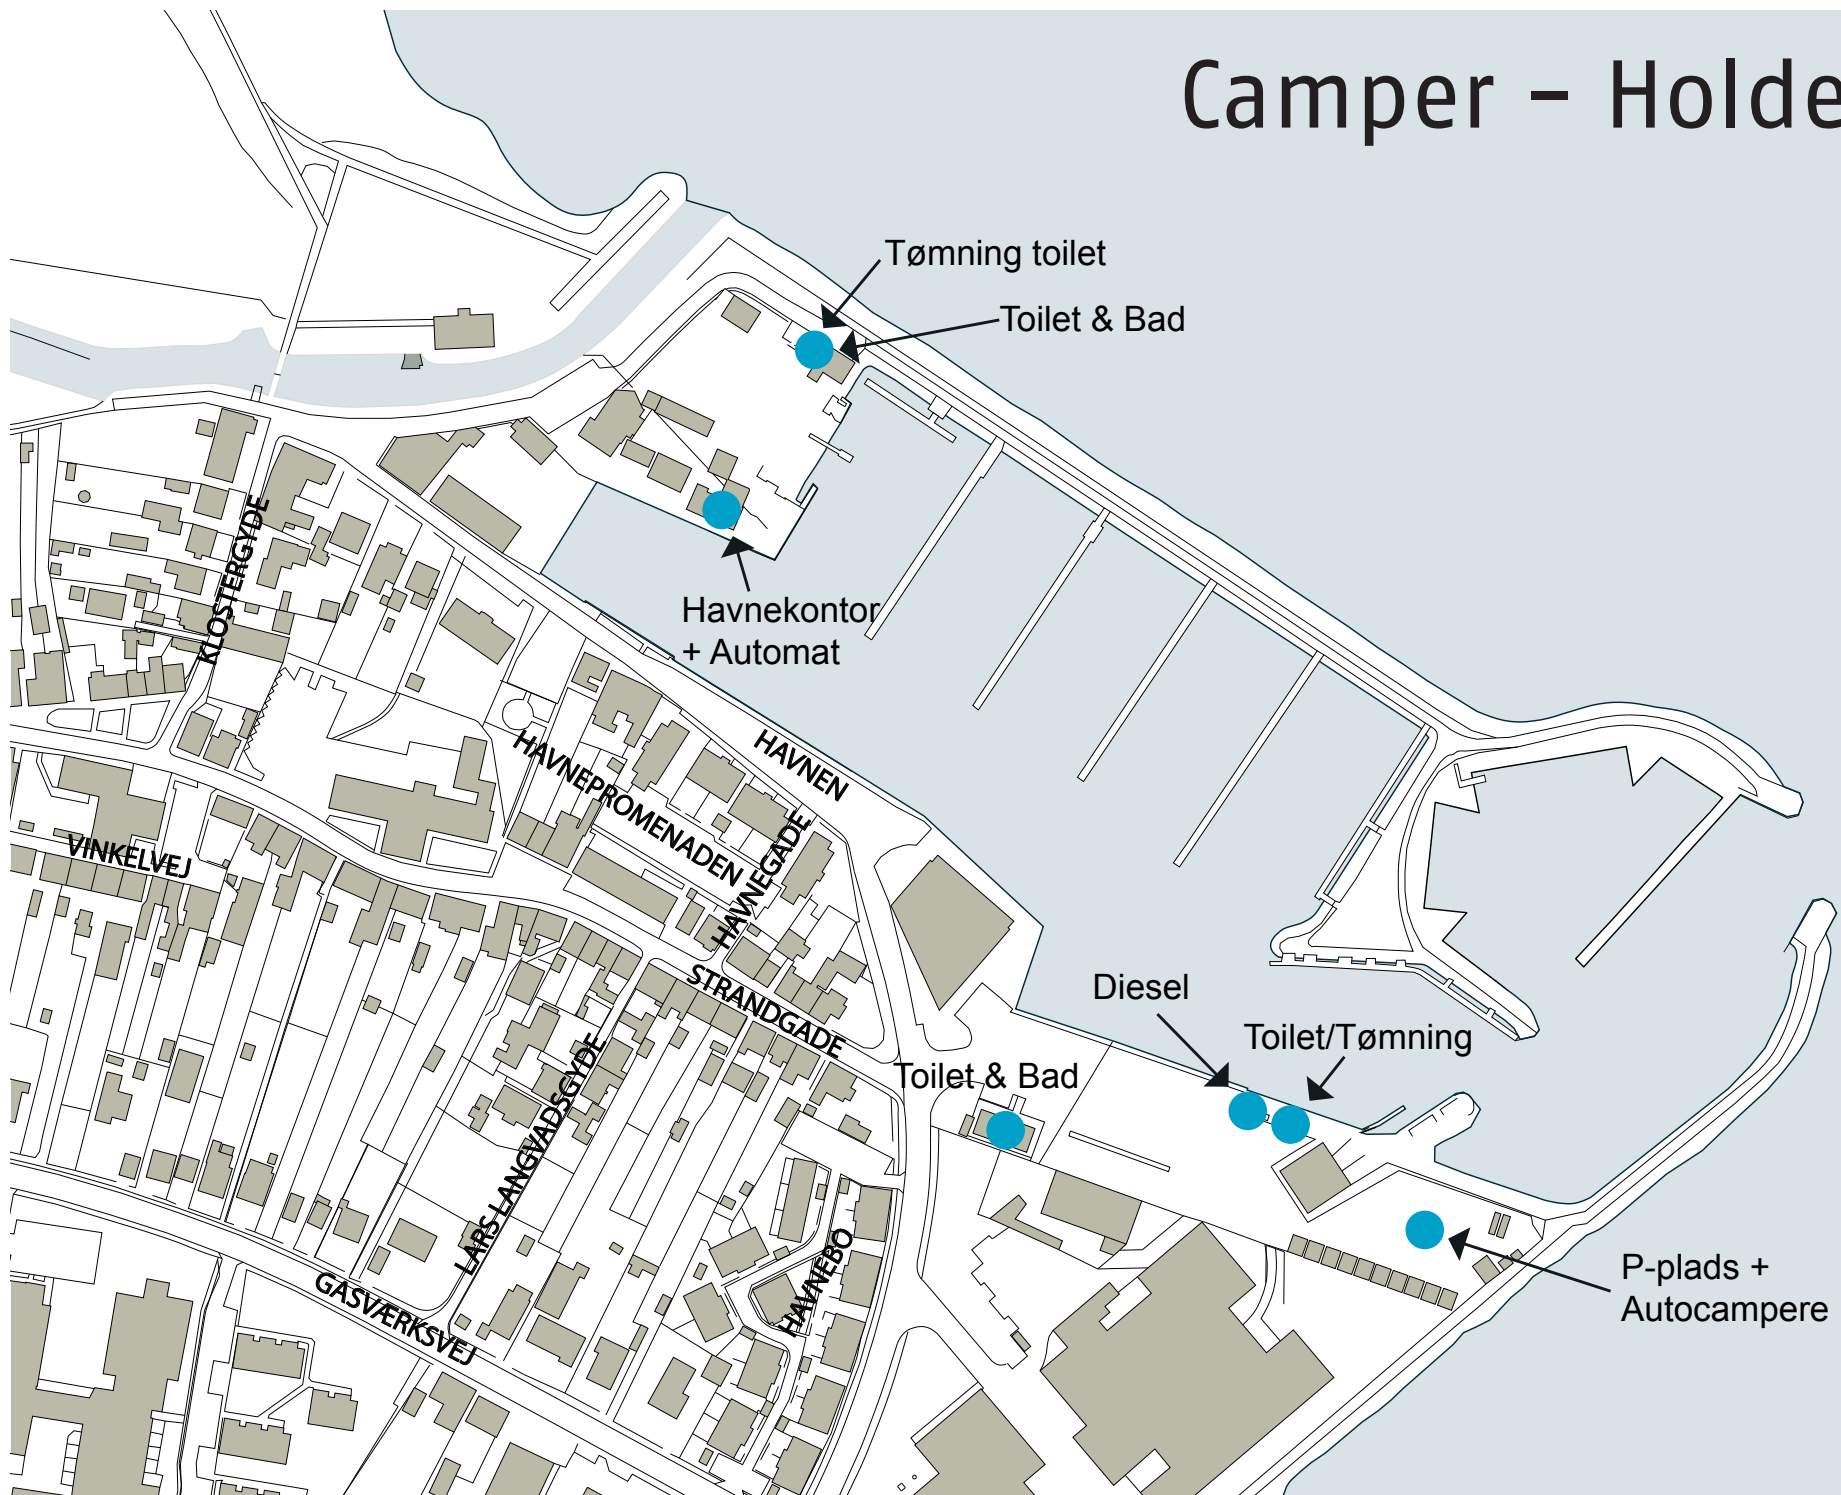 Camper – Holde
Tømning toilet
Toilet & Bad
Havnekontor
+ Automat
KLOSTERGYDE
HAVNEN
HAVNEPROMENADEN
HAVNEGADE
VINKELVEJ
STRANDGADE
Diesel
Toilet/Tømning
Toilet & Bad
LARS LANGVADSGYDE
HAVNEBO
GASVÆRKSVEJ
P-plads +
Autocampere